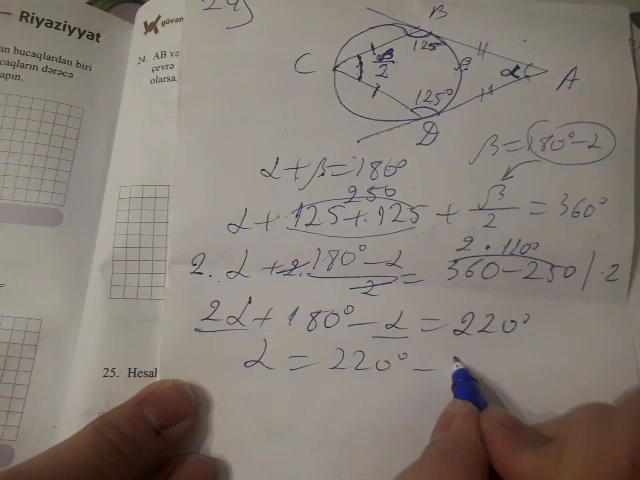 24)
— Riyaziyyat
güvən
an bucaqlardan biri
caqların dərəcə
apın.
24. AB və
çevrə
olarsa
B
125°
C
β/2
β
α
A
125°
D
β=180°-α
α+β=180°
250
α+125+125+β/2=360°
2·110°
2·α+2·(180°-α)/2=360-250/·2
2α+180°-α=220°
α=220°-
25. Hesal